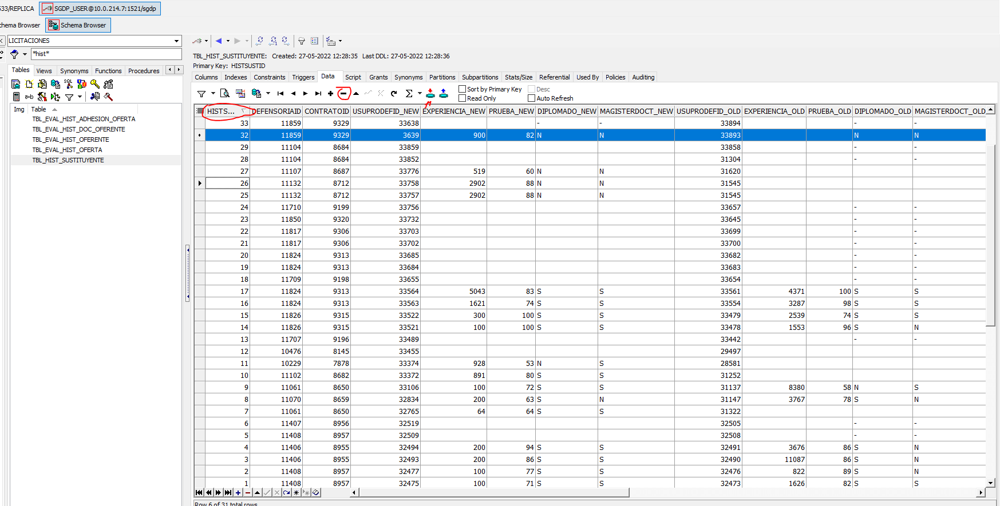 533/REPLICA SGDP_USER@10.0.214.7:1521/sgdp
chema Browser Schema Browser
LICITACIONES
*hist*
Tables Views Synonyms Functions Procedures
Img Table
TBL_EVAL_HIST_ADHESION_OFERTA
TBL_EVAL_HIST_DOC_OFERENTE
TBL_EVAL_HIST_OFERENTE
TBL_EVAL_HIST_OFERTA
TBL_HIST_SUSTITUYENTE
TBL_HIST_SUSTITUYENTE: Created: 27-05-2022 12:28:35 Last DDL: 27-05-2022 12:28:36
Primary Key: HISTSUSTID
Columns Indexes Constraints Triggers Data Script Grants Synonyms Partitions Subpartitions Stats/Size Referential Used By Policies Auditing
Sort by Primary Key Desc
Read Only Auto Refresh
HISTS... DEFENSORIAID CONTRATOID USUPRODEFID_NEW EXPERIENCIA_NEW PRUEBA_NEW DIPLOMADO_NEW MAGISTERDOCT_NEW USUPRODEFID_OLD EXPERIENCIA_OLD PRUEBA_OLD DIPLOMADO_OLD MAGISTERDOCT_OLD
33 11859 9329 33638 - - 33894 - -
32 11859 9329 3639 900 82 N N 33893 N N
29 11104 8684 33859 33858 - -
28 11104 8684 33852 31304 - -
27 11107 8687 33776 519 60 N N 31620
26 11132 8712 33758 2902 88 N N 31545
25 11132 8712 33757 2902 88 N N 31545
24 11710 9199 33756 33657 - -
23 11850 9320 33732 33645 - -
22 11817 9306 33703 33699 - -
21 11817 9306 33702 33700 - -
20 11824 9313 33685 33682 - -
19 11824 9313 33684 33683 - -
18 11709 9198 33655 33654 - -
17 11824 9313 33564 5043 83 S S 33561 4371 100 S S
16 11824 9313 33563 1621 74 S S 33554 3287 98 S S
15 11826 9315 33522 300 100 S S 33479 2539 74 S S
14 11826 9315 33521 100 100 S S 33478 1553 96 S N
13 11707 9196 33489 33442 - -
12 10476 8145 33455 29497
11 10229 7878 33374 928 53 N S 28581
10 11102 8682 33372 891 80 S S 31252
9 11061 8650 33106 100 72 S S 31137 8380 58 N S
8 11070 8659 32834 200 63 S N 31147 3767 78 S N
7 11061 8650 32765 64 64 S S 31322
6 11407 8956 32519 32505 - -
5 11408 8957 32509 32508 - -
4 11406 8955 32494 200 94 S S 32491 3676 86 S N
3 11406 8955 32493 200 86 S S 32490 11087 86 S N
2 11408 8957 32477 100 77 S S 32476 822 89 S N
1 11408 8957 32475 100 71 S S 32473 1626 82 S S
Row 6 of 31 total rows